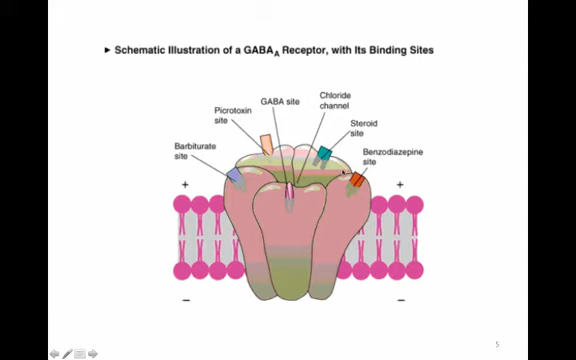 ► Schematic Illustration of a GABAA Receptor, with Its Binding Sites
Chloride
channel
GABA site
Picrotoxin
site
Steroid
site
Barbiturate
site
Benzodiazepine
site
+
+
–
–
5